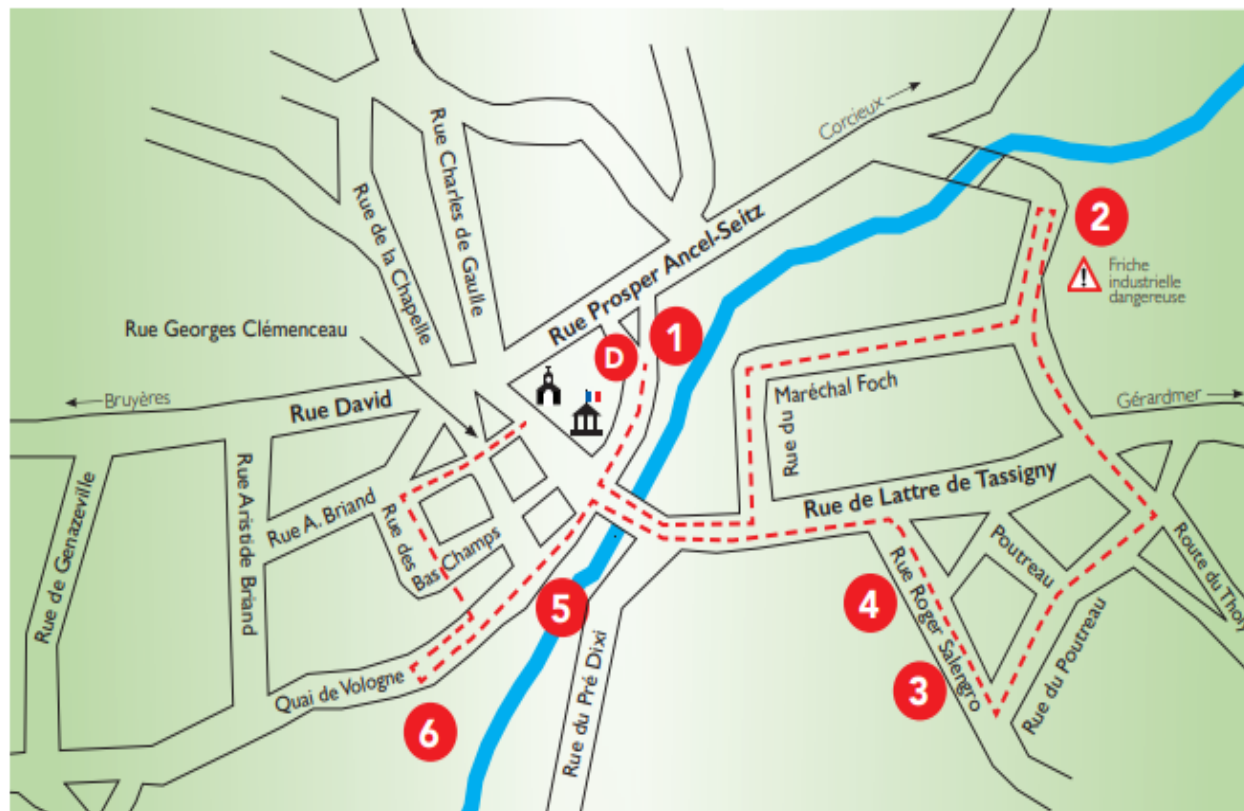 Corcieux
2
Friche
industrielle
dangereuse
Rue Charles de Gaulle
Rue de la Chapelle
Rue Prosper Ancel-Seitz
Rue Georges Clémenceau
1
D
Bruyères
Rue David
Maréchal Foch
Rue du
Gérardmer
Rue de Genazeville
Rue Aristide Briand
Rue A. Briand
Rue des
Bas Champs
Rue de Lattre de Tassigny
Poutreau
Route du Tholy
5
4
Rue Roger Salengro
3
Rue du Poutreau
Quai de Vologne
6
Rue du Pré Dixi